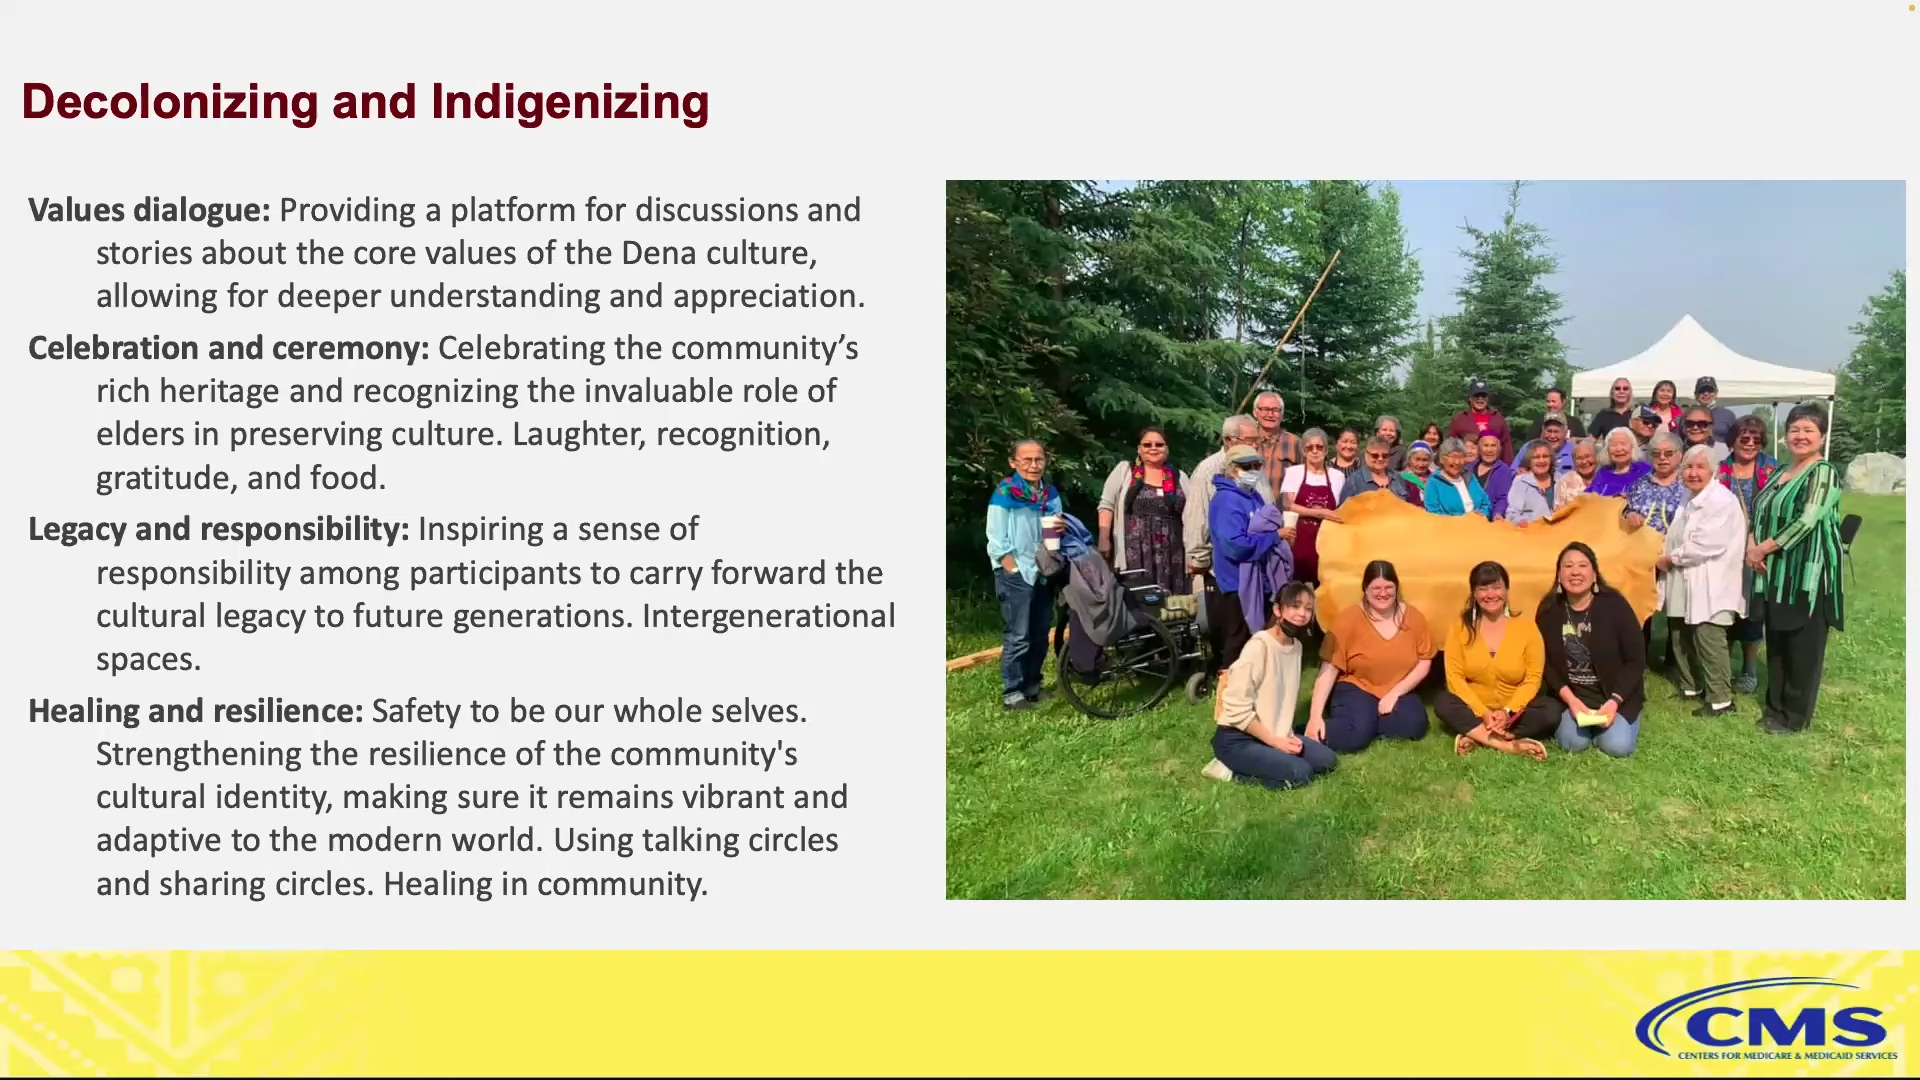 Decolonizing and Indigenizing
Values dialogue: Providing a platform for discussions and
stories about the core values of the Dena culture,
allowing for deeper understanding and appreciation.
Celebration and ceremony: Celebrating the community’s
rich heritage and recognizing the invaluable role of
elders in preserving culture. Laughter, recognition,
gratitude, and food.
Legacy and responsibility: Inspiring a sense of
responsibility among participants to carry forward the
cultural legacy to future generations. Intergenerational
spaces.
Healing and resilience: Safety to be our whole selves.
Strengthening the resilience of the community's
cultural identity, making sure it remains vibrant and
adaptive to the modern world. Using talking circles
and sharing circles. Healing in community.
CMS
CENTERS FOR MEDICARE & MEDICAID SERVICES